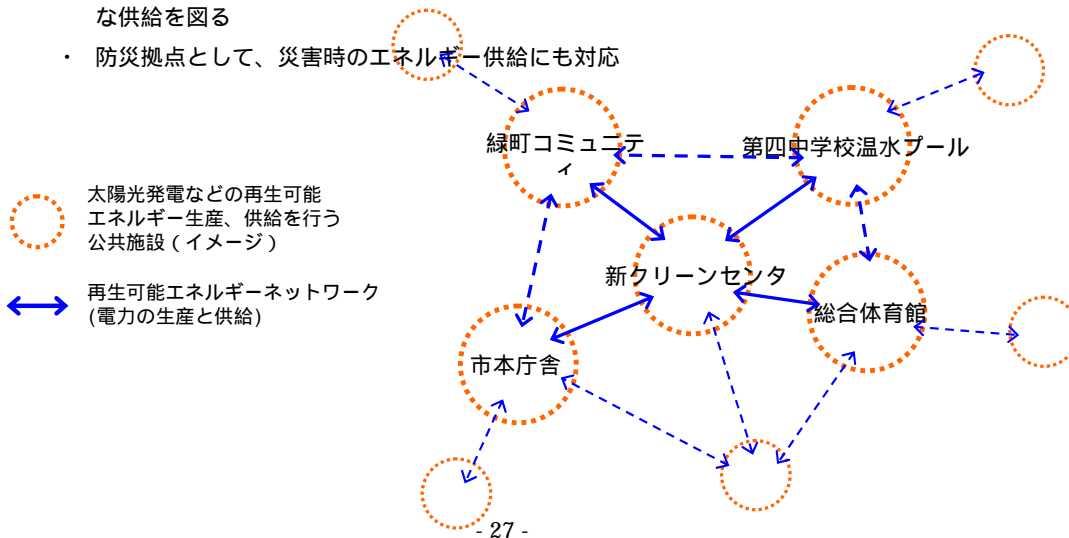 な供給を図る
・ 防災拠点として、災害時のエネルギー供給にも対応
緑町コミュニテ
ィ
第四中学校温水プール
太陽光発電などの再生可能
エネルギー生産、供給を行う
公共施設（イメージ）
新クリーンセンタ
再生可能エネルギーネットワーク
(電力の生産と供給)
総合体育館
市本庁舎
- 27 -